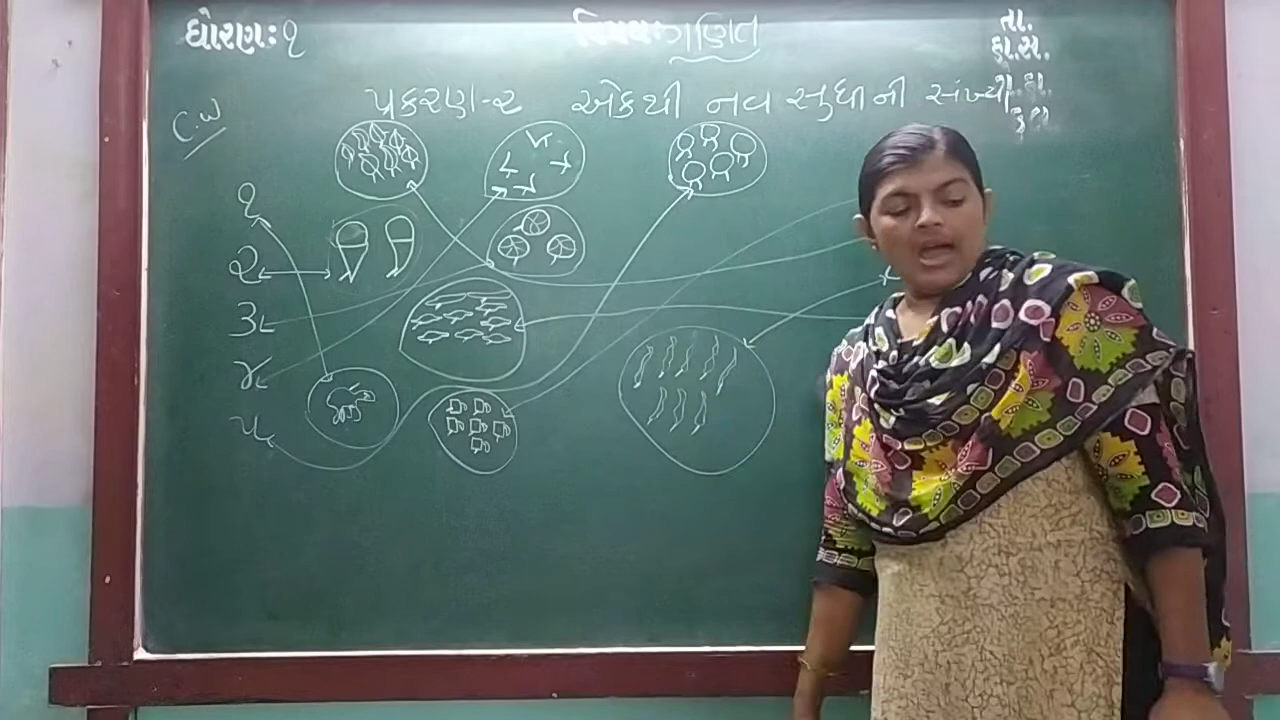 ધોરણ: ૧ વિષય: ગણિત તા.
હા.સ.
પ્રકરણ-૨ એકથી નવ સુધીની સંખ્યા
C.W
૧
૨
૩
૪
૫